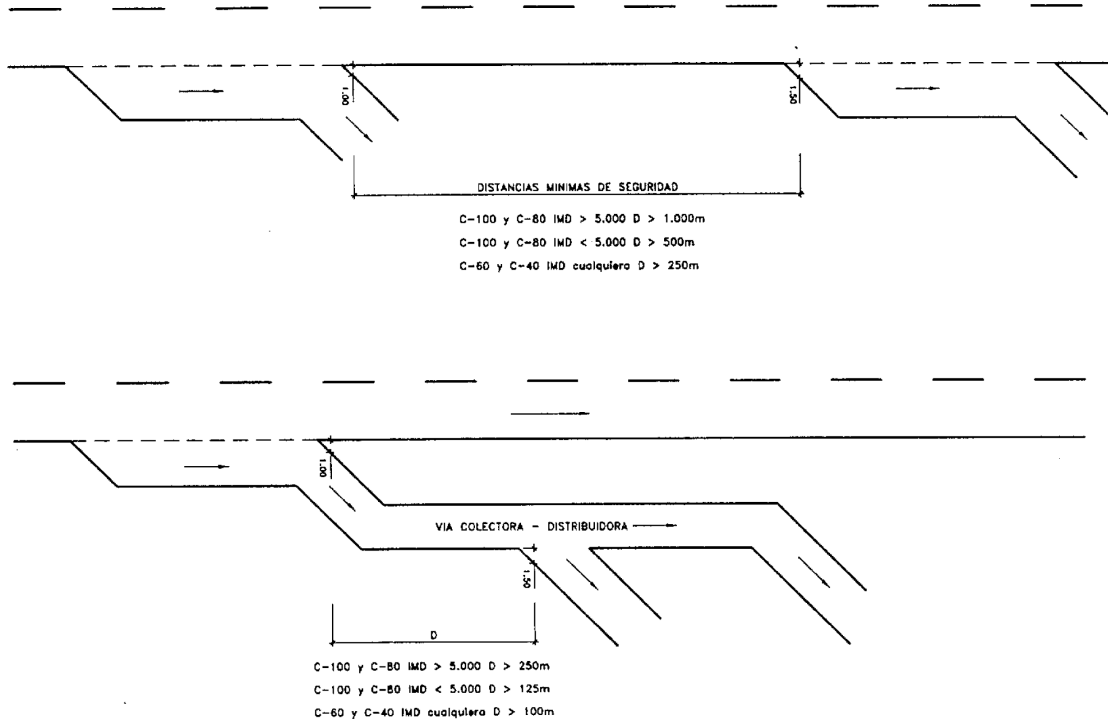 1.00
1.50
DISTANCIAS MINIMAS DE SEGURIDAD
C-100 y C-80 IMD > 5.000 D > 1.000m
C-100 y C-80 IMD < 5.000 D > 500m
C-60 y C-40 IMD cualquiera D > 250m
1.00
VIA COLECTORA - DISTRIBUIDORA
1.50
D
C-100 y C-80 IMD > 5.000 D > 250m
C-100 y C-80 IMD < 5.000 D > 125m
C-60 y C-40 IMD cualquiera D > 100m